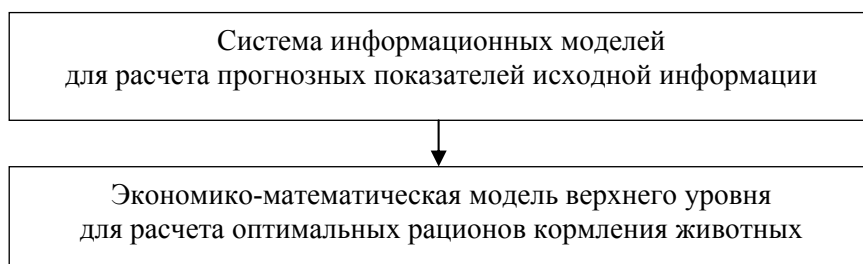 Система информационных моделей
для расчета прогнозных показателей исходной информации
Экономико-математическая модель верхнего уровня
для расчета оптимальных рационов кормления животных